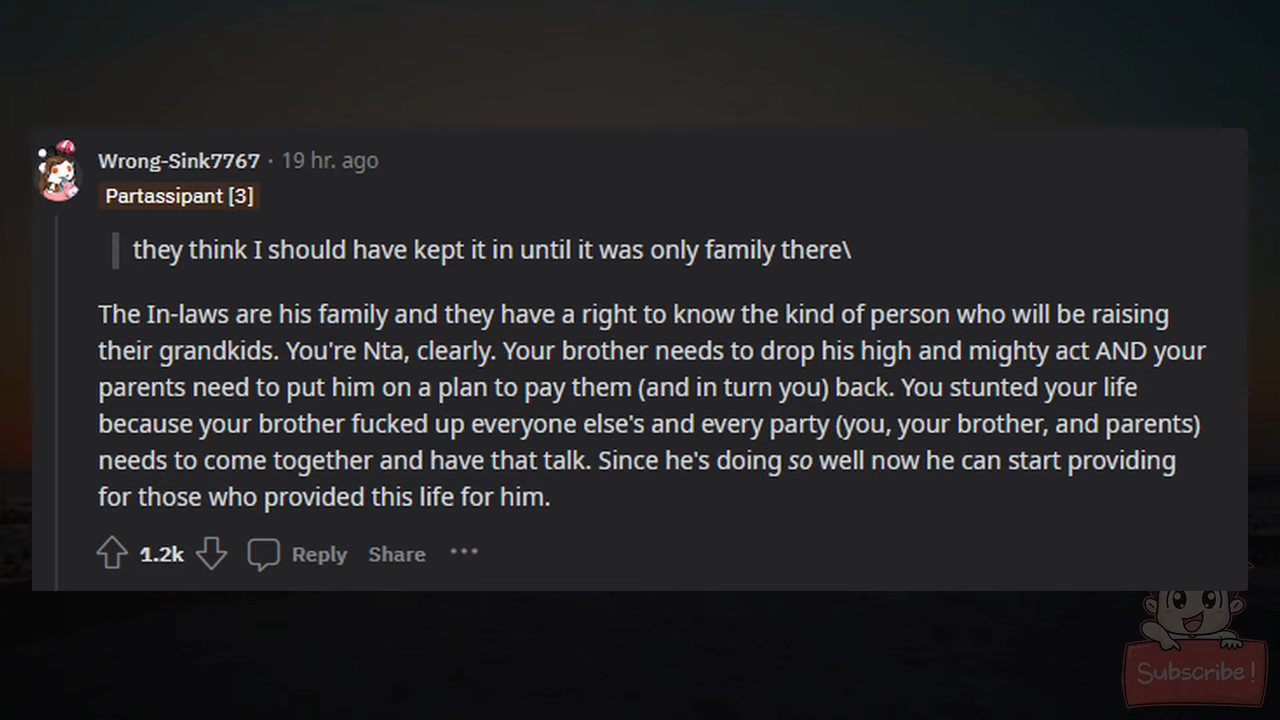 Wrong-Sink7767 · 19 hr. ago
Partassipant [3]
they think I should have kept it in until it was only family there\
The In-laws are his family and they have a right to know the kind of person who will be raising
their grandkids. You're Nta, clearly. Your brother needs to drop his high and mighty act AND your
parents need to put him on a plan to pay them (and in turn you) back. You stunted your life
because your brother fucked up everyone else's and every party (you, your brother, and parents)
needs to come together and have that talk. Since he's doing so well now he can start providing
for those who provided this life for him.
1.2k Reply Share ···
Subscribe!